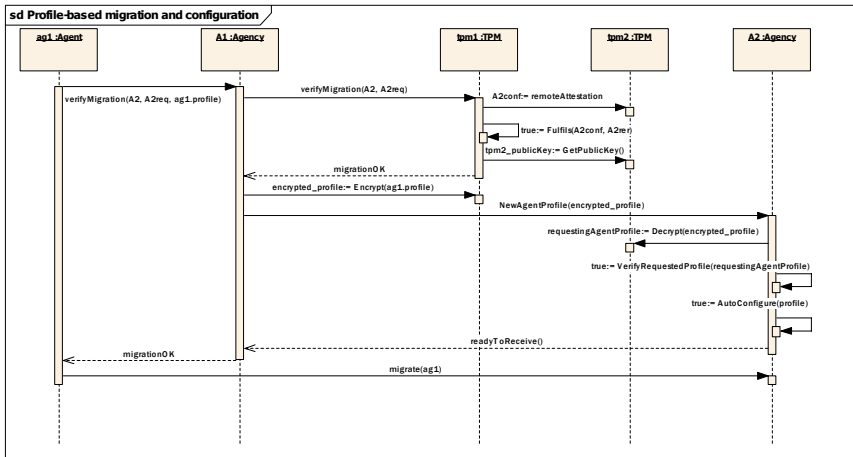 sd Profile-based migration and configuration
ag1 :Agent
A1 :Agency
tpm1 :TPM
tpm2 :TPM
A2 :Agency
verifyMigration(A2, A2req, ag1.profile)
verifyMigration(A2, A2req)
A2conf:= remoteAttestation
true:= Fulfils(A2conf, A2rer)
tpm2_publicKey:= GetPublicKey()
migrationOK
encrypted_profile:= Encrypt(ag1.profile)
NewAgentProfile(encrypted_profile)
requestingAgentProfile:= Decrypt(encrypted_profile)
true:= VerifyRequestedProfile(requestingAgentProfile)
true:= AutoConfigure(profile)
readyToReceive()
migrationOK
migrate(ag1)